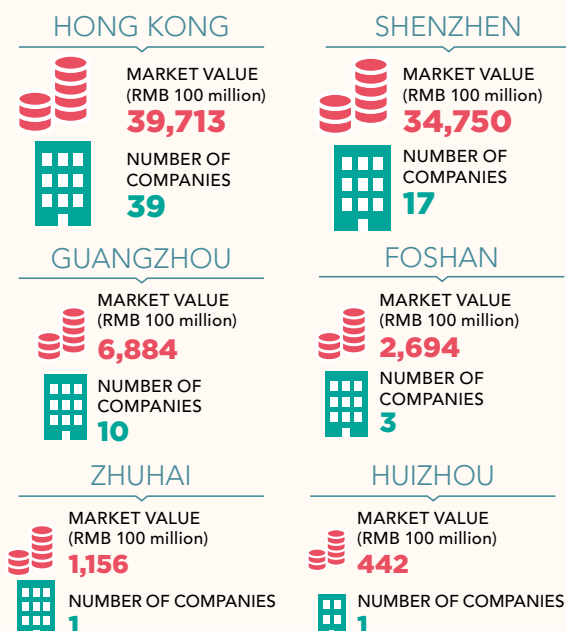 HONG KONG
MARKET VALUE
(RMB 100 million)
39,713
NUMBER OF
COMPANIES
39
SHENZHEN
MARKET VALUE
(RMB 100 million)
34,750
NUMBER OF
COMPANIES
17
GUANGZHOU
MARKET VALUE
(RMB 100 million)
6,884
NUMBER OF
COMPANIES
10
FOSHAN
MARKET VALUE
(RMB 100 million)
2,694
NUMBER OF
COMPANIES
3
ZHUHAI
MARKET VALUE
(RMB 100 million)
1,156
NUMBER OF COMPANIES
1
HUIZHOU
MARKET VALUE
(RMB 100 million)
442
NUMBER OF COMPANIES
1